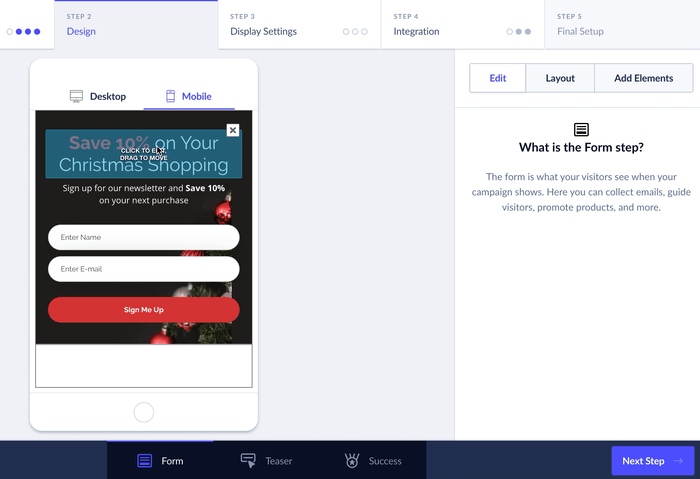 STEP 2
Design
STEP 3
Display Settings
STEP 4
Integration
STEP 5
Final Setup
Desktop
Mobile
Save 10% on Your
Christmas Shopping
CLICK TO EDIT,
DRAG TO MOVE
Sign up for our newsletter and Save 10%
on your next purchase
Enter Name
Enter E-mail
Sign Me Up
Edit
Layout
Add Elements
What is the Form step?
The form is what your visitors see when your
campaign shows. Here you can collect emails, guide
visitors, promote products, and more.
Form
Teaser
Success
Next Step